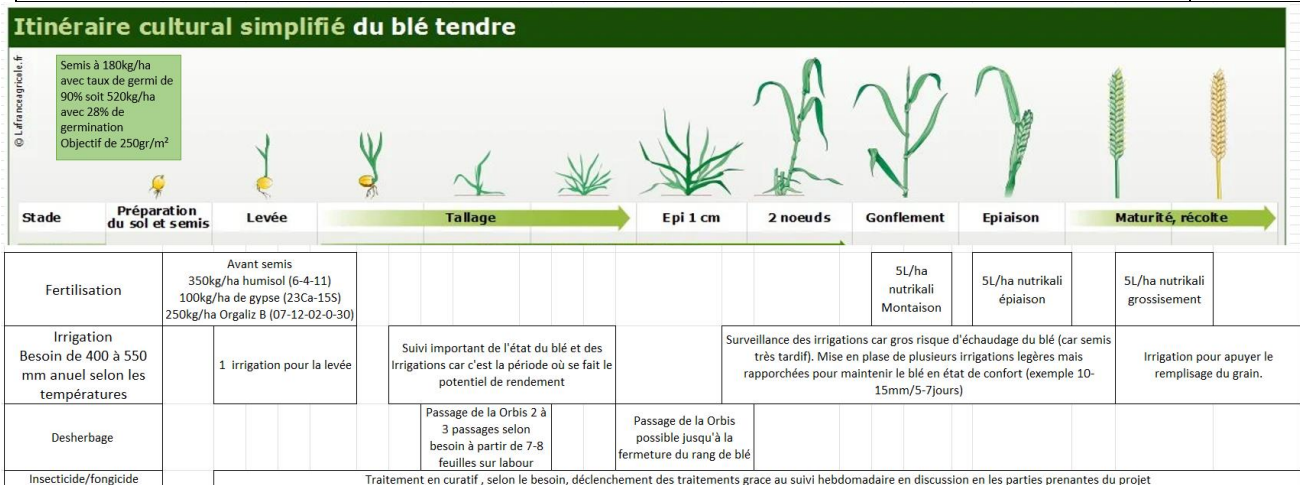 Itinéraire cultural simplifié du blé tendre
© Lafranceagricole.fr
Semis à 180kg/ha
avec taux de germi de
90% soit 520kg/ha
avec 28% de
germination
Objectif de 250gr/m²
Stade
Préparation
du sol et semis
Levée
Tallage
Epi 1 cm
2 noeuds
Gonflement
Epiaison
Maturité, récolte
Fertilisation
Avant semis
350kg/ha humisol (6-4-11)
100kg/ha de gypse (23Ca-15S)
250kg/ha Orgaliz B (07-12-02-0-30)
5L/ha
nutrikali
Montaison
5L/ha nutrikali
épiaison
5L/ha nutrikali
grossisement
Irrigation
Besoin de 400 à 550
mm anuel selon les
températures
1 irrigation pour la levée
Suivi important de l'état du blé et des
Irrigations car c'est la période où se fait le
potentiel de rendement
Surveillance des irrigations car gros risque d'échaudage du blé (car semis
très tardif). Mise en plase de plusieurs irrigations legères mais
rapporchées pour maintenir le blé en état de confort (exemple 10-
15mm/5-7jours)
Irrigation pour apuyer le
remplisage du grain.
Desherbage
Passage de la Orbis 2 à
3 passages selon
besoin à partir de 7-8
feuilles sur labour
Passage de la Orbis
possible jusqu'à la
fermeture du rang de blé
Insecticide/fongicide
Traitement en curatif , selon le besoin, déclenchement des traitements grace au suivi hebdomadaire en discussion en les parties prenantes du projet